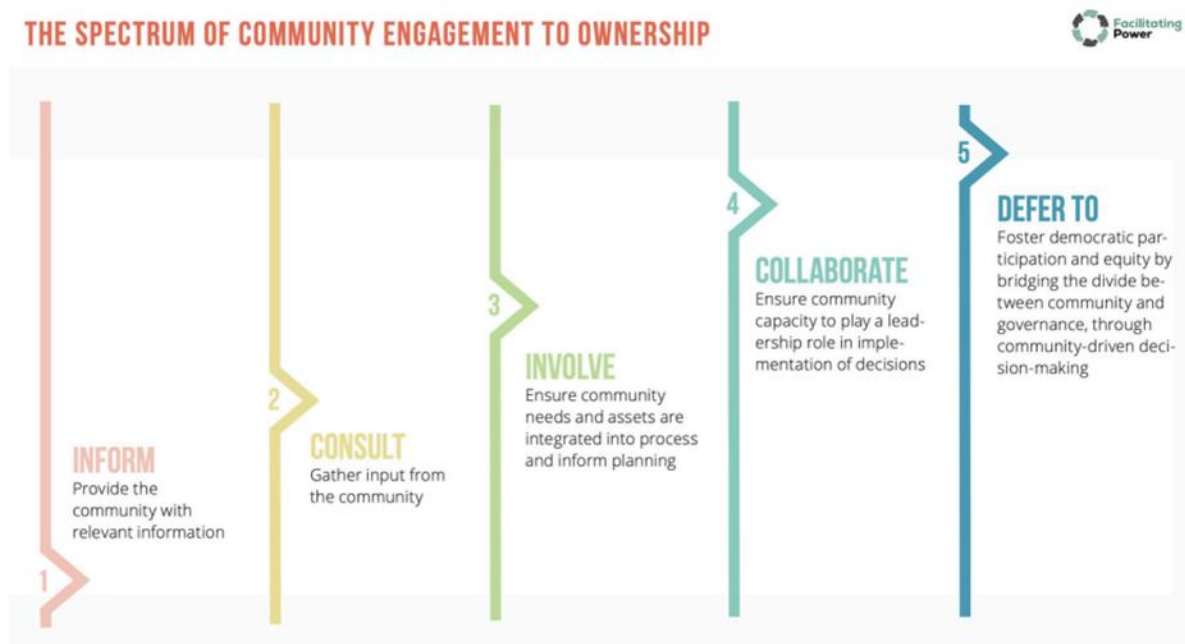 THE SPECTRUM OF COMMUNITY ENGAGEMENT TO OWNERSHIP
Facilitating
Power
1
INFORM
Provide the
community with
relevant information
2
CONSULT
Gather input from
the community
3
INVOLVE
Ensure community
needs and assets are
integrated into process
and inform planning
4
COLLABORATE
Ensure community
capacity to play a lead-
ership role in imple-
mentation of decisions
5
DEFER TO
Foster democratic par-
ticipation and equity by
bridging the divide be-
tween community and
governance, through
community-driven deci-
sion-making